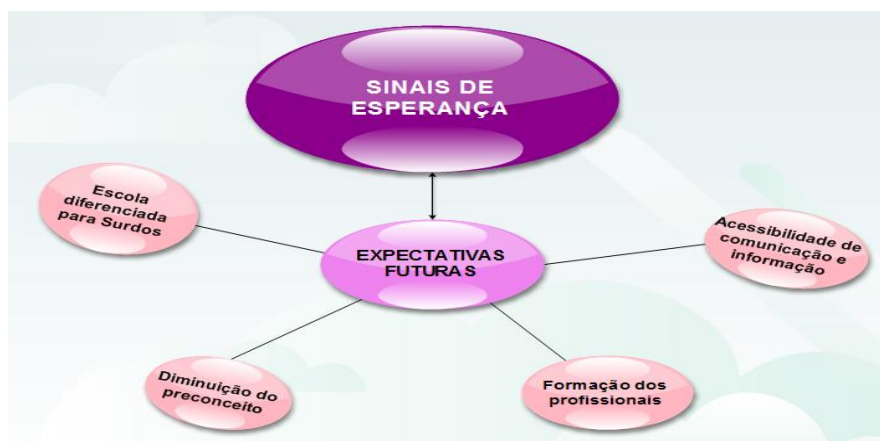 SINAIS DE
ESPERANÇA
Escola
diferenciada
para Surdos
EXPECTATIVAS
FUTURAS
Acessibilidade de
comunicação e
informação
Diminuição do
preconceito
Formação dos
profissionais